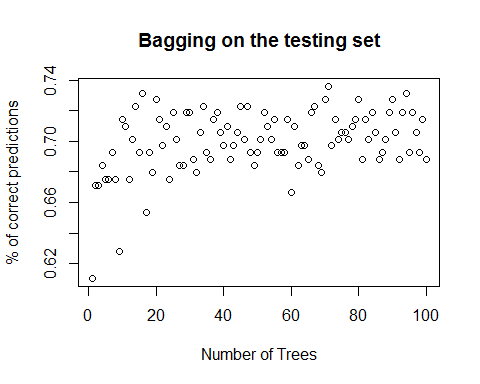 Bagging on the testing set
% of correct predictions
0.74
0.70
0.66
0.62
0 20 40 60 80 100
Number of Trees